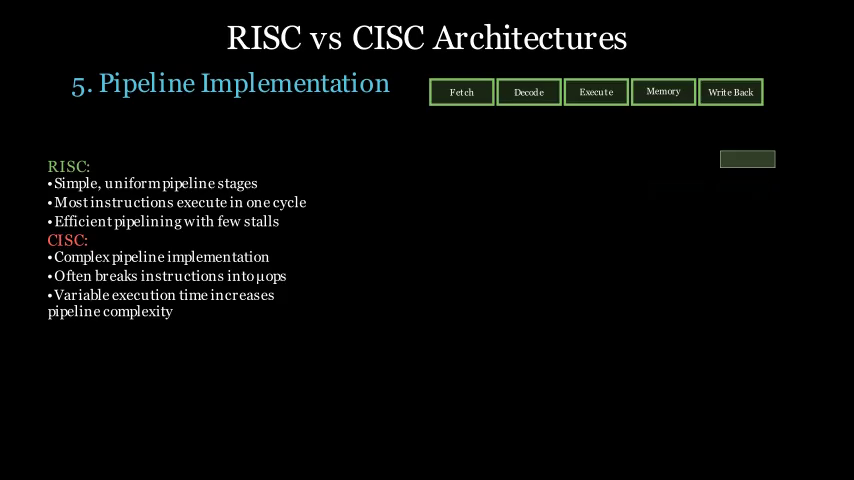 RISC vs CISC Architectures
5. Pipeline Implementation
Fetch
Decode
Execute
Memory
Write Back
RISC:
•Simple, uniform pipeline stages
•Most instructions execute in one cycle
•Efficient pipelining with few stalls
CISC:
•Complex pipeline implementation
•Often breaks instructions into µops
•Variable execution time increases
pipeline complexity